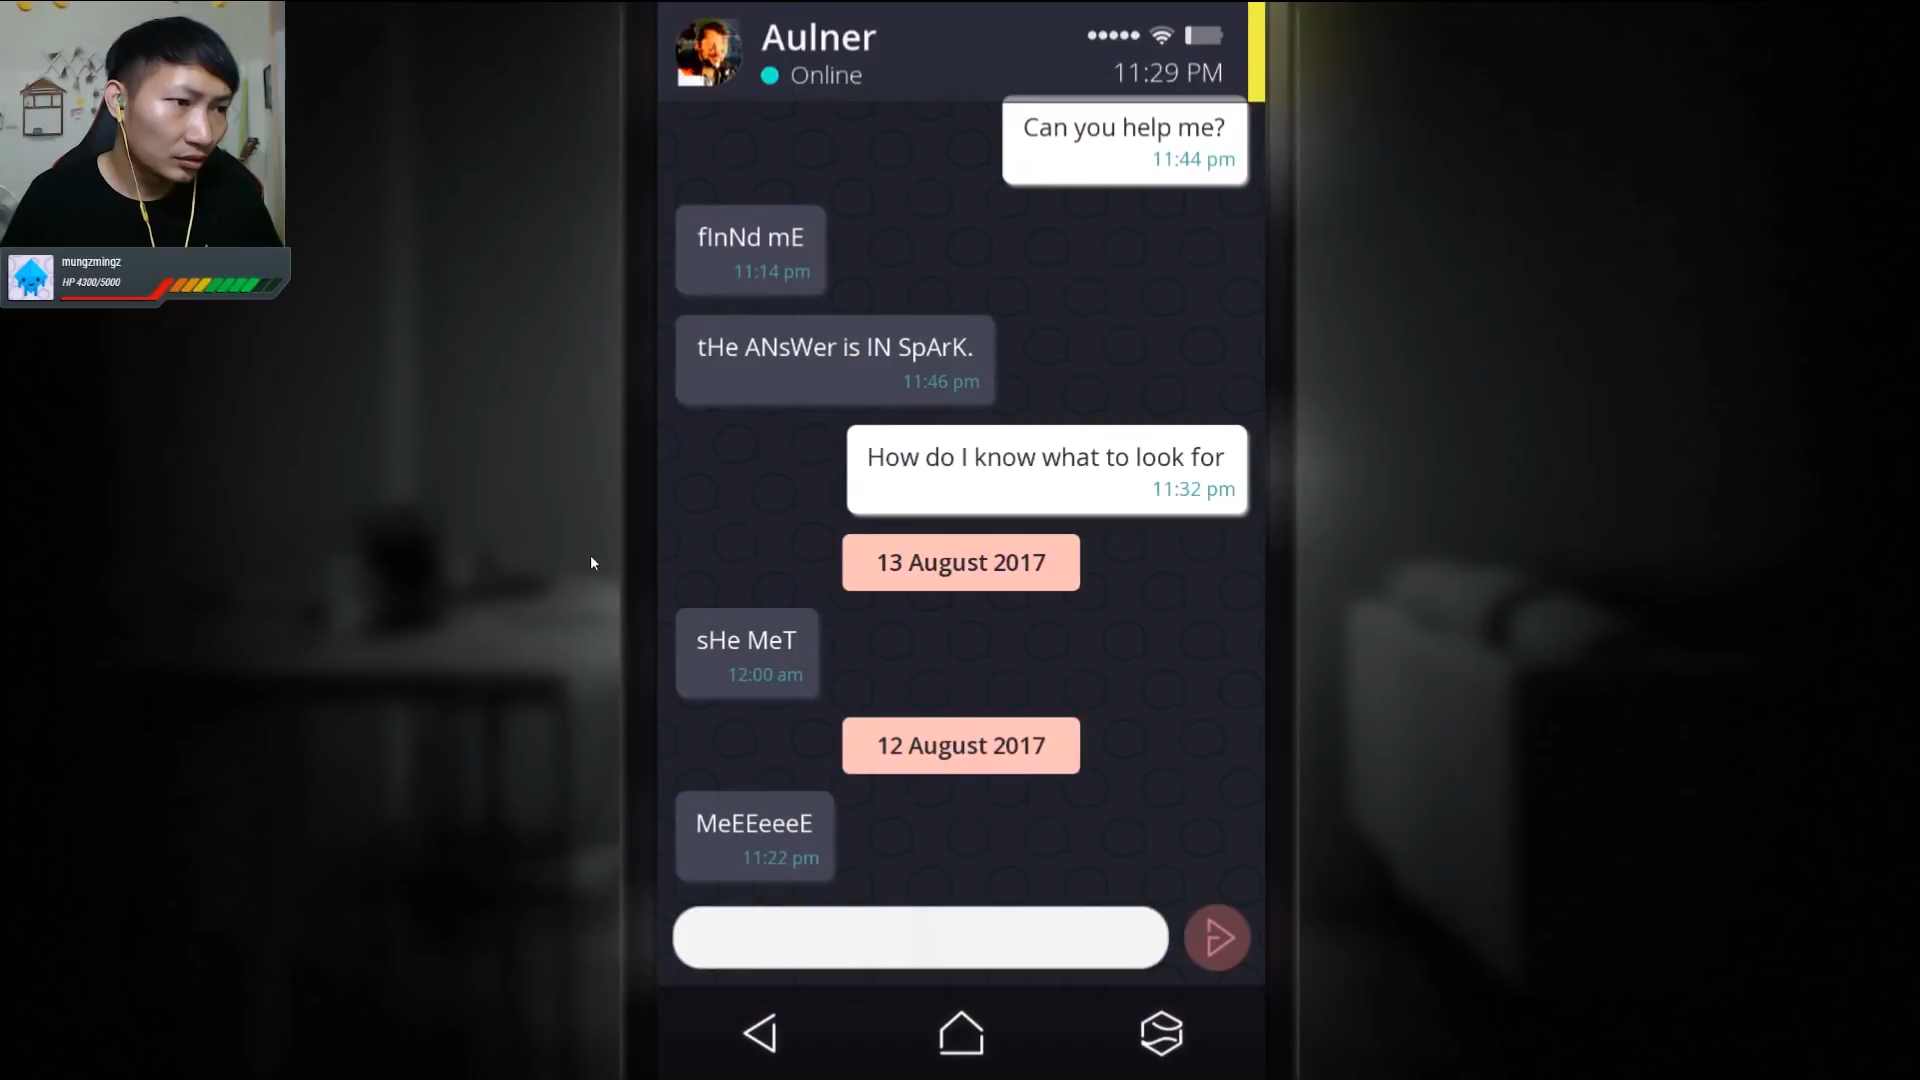 mungzmingz
HP 4300/5000
Aulner
Online
11:29 PM
Can you help me?
11:44 pm
fInNd mE
11:14 pm
tHe ANsWer is IN SpArK.
11:46 pm
How do I know what to look for
11:32 pm
13 August 2017
sHe MeT
12:00 am
12 August 2017
MeEEeeeE
11:22 pm